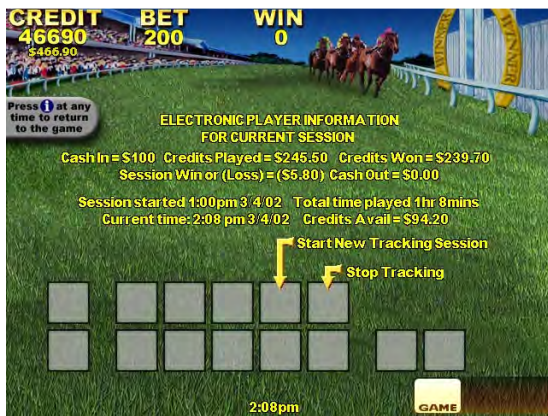 CREDIT BET WIN
46690 200 0
$466.90
WINNER
WINNER
Press i at any
time to return
to the game
ELECTRONIC PLAYER INFORMATION
FOR CURRENT SESSION
Cash In = $100 Credits Played = $245.50 Credits Won = $239.70
Session Win or (Loss) = ($5.80) Cash Out = $0.00
Session started 1:00pm 3/4/02 Total time played 1hr 8mins
Current time: 2:08 pm 3/4/02 Credits Avail = $94.20
Start New Tracking Session
Stop Tracking
GAME
2:08pm